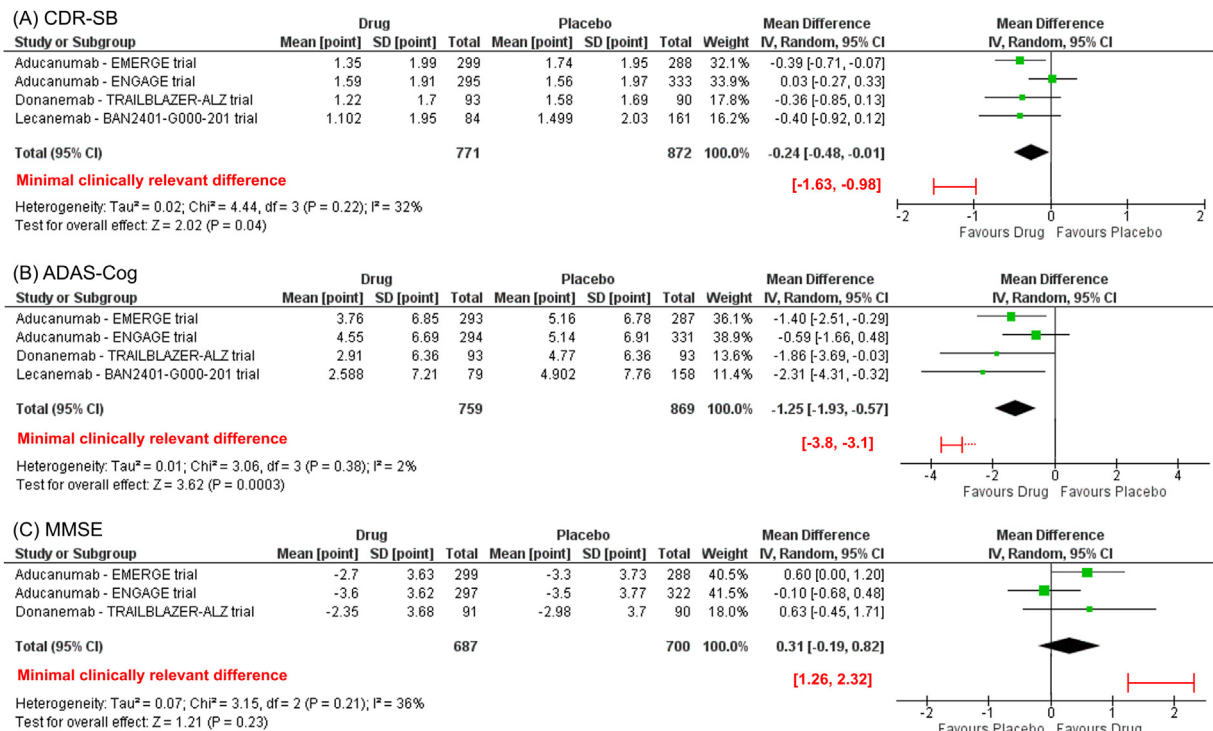 (A) CDR-SB
Drug Placebo Mean Difference Mean Difference
Study or Subgroup Mean [point] SD [point] Total Mean [point] SD [point] Total Weight IV, Random, 95% CI IV, Random, 95% CI
Aducanumab - EMERGE trial 1.35 1.99 299 1.74 1.95 288 32.1% -0.39 [-0.71, -0.07]
Aducanumab - ENGAGE trial 1.59 1.91 295 1.56 1.97 333 33.9% 0.03 [-0.27, 0.33]
Donanemab - TRAILBLAZER-ALZ trial 1.22 1.7 93 1.58 1.69 90 17.8% -0.36 [-0.85, 0.13]
Lecanemab - BAN2401-G000-201 trial 1.102 1.95 84 1.499 2.03 161 16.2% -0.40 [-0.92, 0.12]
Total (95% CI) 771 872 100.0% -0.24 [-0.48, -0.01]
Minimal clinically relevant difference [-1.63, -0.98]
Heterogeneity: Tau² = 0.02; Chi² = 4.44, df = 3 (P = 0.22); I² = 32%
Test for overall effect: Z = 2.02 (P = 0.04)
-2 -1 0 1 2
Favours Drug Favours Placebo
(B) ADAS-Cog
Drug Placebo Mean Difference Mean Difference
Study or Subgroup Mean [point] SD [point] Total Mean [point] SD [point] Total Weight IV, Random, 95% CI IV, Random, 95% CI
Aducanumab - EMERGE trial 3.76 6.85 293 5.16 6.78 287 36.1% -1.40 [-2.51, -0.29]
Aducanumab - ENGAGE trial 4.55 6.69 294 5.14 6.91 331 38.9% -0.59 [-1.66, 0.48]
Donanemab - TRAILBLAZER-ALZ trial 2.91 6.36 93 4.77 6.36 93 13.6% -1.86 [-3.69, -0.03]
Lecanemab - BAN2401-G000-201 trial 2.588 7.21 79 4.902 7.76 158 11.4% -2.31 [-4.31, -0.32]
Total (95% CI) 759 869 100.0% -1.25 [-1.93, -0.57]
Minimal clinically relevant difference [-3.8, -3.1]
Heterogeneity: Tau² = 0.01; Chi² = 3.06, df = 3 (P = 0.38); I² = 2%
Test for overall effect: Z = 3.62 (P = 0.0003)
-4 -2 0 2 4
Favours Drug Favours Placebo
(C) MMSE
Drug Placebo Mean Difference Mean Difference
Study or Subgroup Mean [point] SD [point] Total Mean [point] SD [point] Total Weight IV, Random, 95% CI IV, Random, 95% CI
Aducanumab - EMERGE trial -2.7 3.63 299 -3.3 3.73 288 40.5% 0.60 [0.00, 1.20]
Aducanumab - ENGAGE trial -3.6 3.62 297 -3.5 3.77 322 41.5% -0.10 [-0.68, 0.48]
Donanemab - TRAILBLAZER-ALZ trial -2.35 3.68 91 -2.98 3.7 90 18.0% 0.63 [-0.45, 1.71]
Total (95% CI) 687 700 100.0% 0.31 [-0.19, 0.82]
Minimal clinically relevant difference [1.26, 2.32]
Heterogeneity: Tau² = 0.07; Chi² = 3.15, df = 2 (P = 0.21); I² = 36%
Test for overall effect: Z = 1.21 (P = 0.23)
-2 -1 0 1 2
Favours Placebo Favours Drug